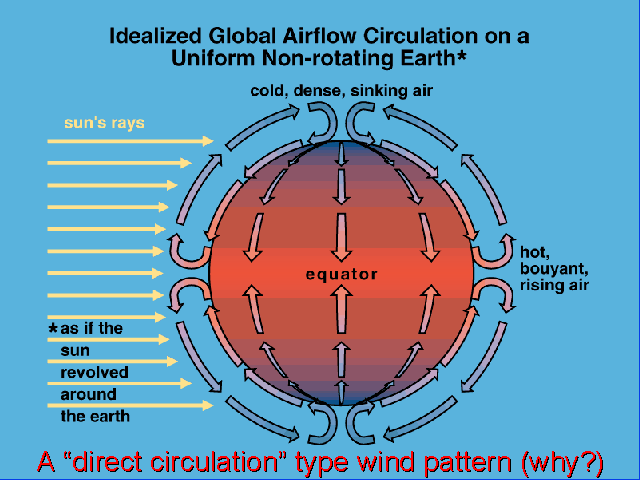 Idealized Global Airflow Circulation on a
Uniform Non-rotating Earth*
cold, dense, sinking air
sun's rays
hot,
bouyant,
rising air
equator
*as if the
sun
revolved
around
the earth
A “direct circulation” type wind pattern (why?)